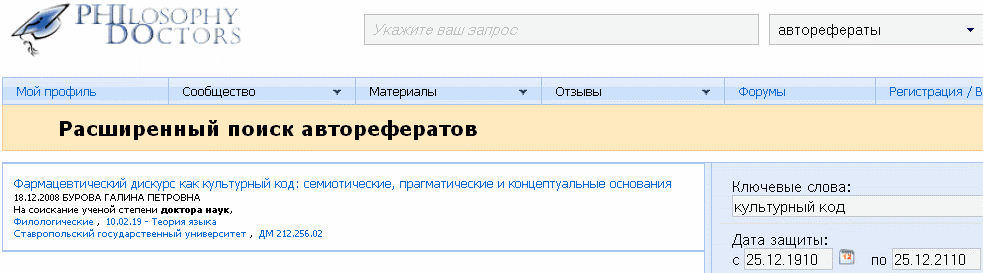 PHILOSOPHY
DOCTORS
Укажите ваш запрос
авторефераты
Мой профиль Сообщество Материалы Отзывы Форумы Регистрация / В
Расширенный поиск авторефератов
Фармацевтический дискурс как культурный код: семиотические, прагматические и концептуальные основания
18.12.2008 БУРОВА ГАЛИНА ПЕТРОВНА
На соискание ученой степени доктора наук,
Филологические , 10.02.19 - Теория языка
Ставропольский государственный университет , ДМ 212.256.02
Ключевые слова:
культурный код
Дата защиты:
с 25.12.1910 12 по 25.12.2110